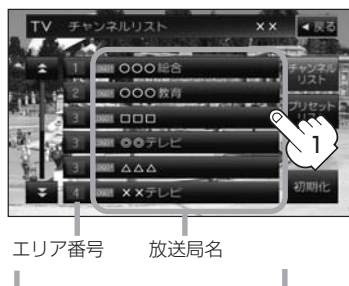 TV チャンネルリスト ×× ◀戻る
1 ○○○総合
チャンネル
リスト
2 ○○○教育
3 □□□
プリセット
リスト
3 ◎◎テレビ
3 △△△
4 ××テレビ
初期化
1
エリア番号 放送局名